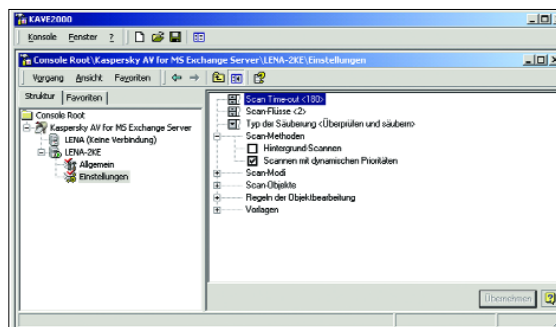 KAVE2000
Konsole Fenster ?
Console Root\Kaspersky AV for MS Exchange Server\LENA-2KE\Einstellungen
Vorgang Ansicht Favoriten
Struktur Favoriten
Console Root
Kaspersky AV for MS Exchange Server
LENA (Keine Verbindung)
LENA-2KE
Allgemein
Einstellungen
Scan Time-out <180>
Scan-Flüsse <2>
Typ der Säuberung <Überprüfen und säubern>
Scan-Methoden
Hintergrund-Scannen
Scannen mit dynamischen Prioritäten
Scan-Modi
Scan-Objekte
Regeln der Objektbearbeitung
Vorlagen
Übernehmen ?